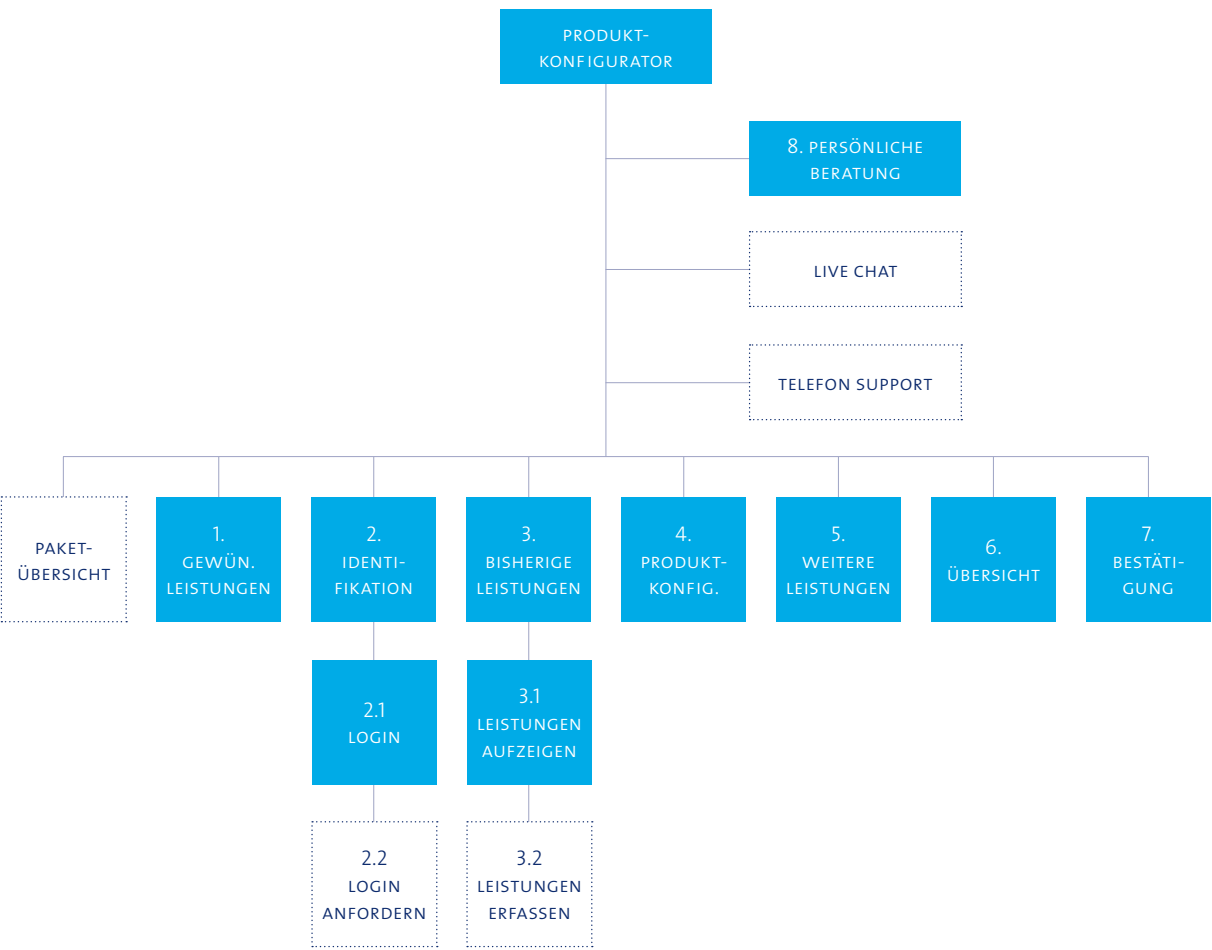 PRODUKT-
KONFIGURATOR
8. PERSÖNLICHE
BERATUNG
LIVE CHAT
TELEFON SUPPORT
PAKET-
ÜBERSICHT
1.
GEWÜN.
LEISTUNGEN
2.
IDENTI-
FIKATION
3.
BISHERIGE
LEISTUNGEN
4.
PRODUKT-
KONFIG.
5.
WEITERE
LEISTUNGEN
6.
ÜBERSICHT
7.
BESTÄTI-
GUNG
2.1
LOGIN
3.1
LEISTUNGEN
AUFZEIGEN
2.2
LOGIN
ANFORDERN
3.2
LEISTUNGEN
ERFASSEN